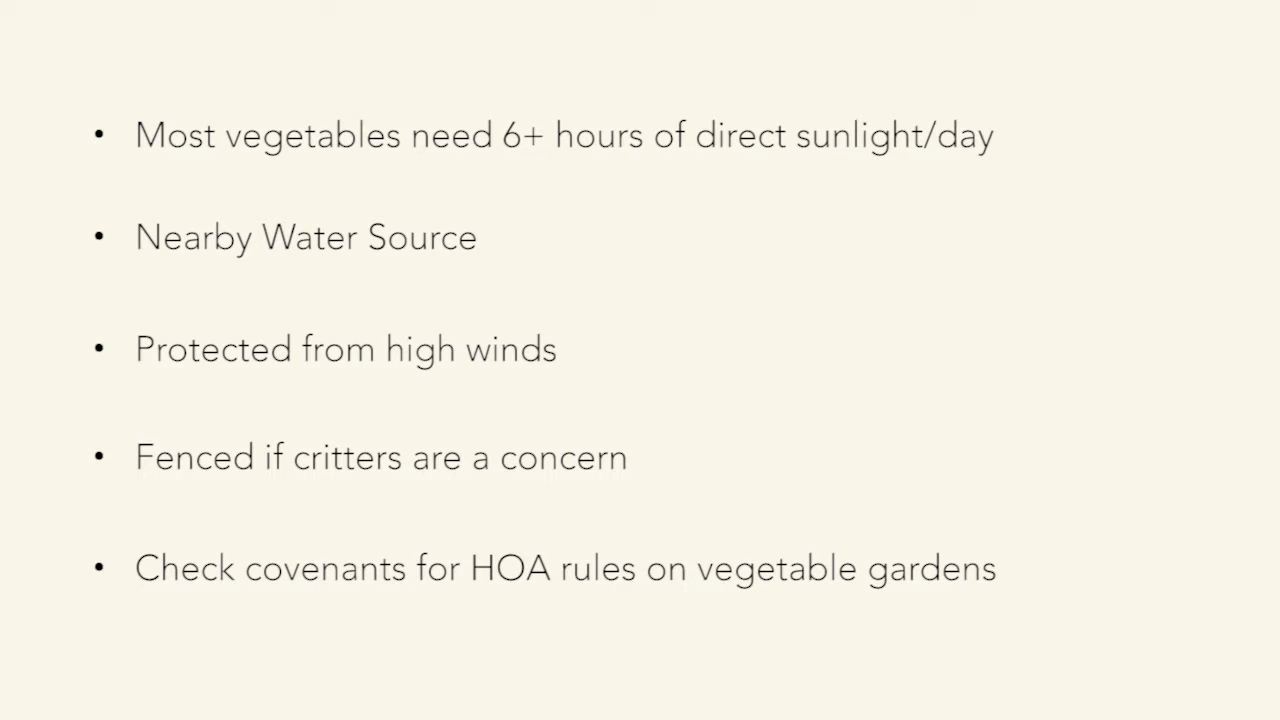 • Most vegetables need 6+ hours of direct sunlight/day
• Nearby Water Source
• Protected from high winds
• Fenced if critters are a concern
• Check covenants for HOA rules on vegetable gardens